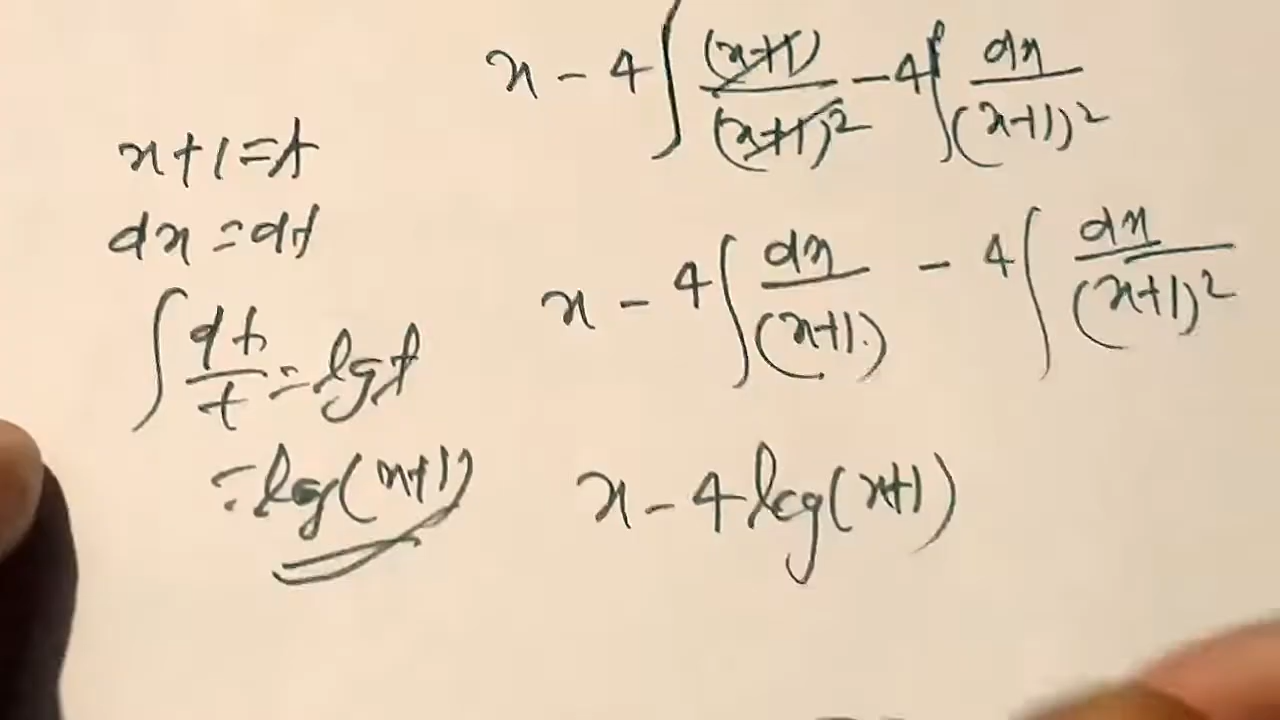 x - 4∫ (x+1)/(x+1)² - 4∫ dx/(x+1)²
x+1=t
dx=dt
x - 4∫ dx/(x+1) - 4∫ dx/(x+1)²
∫ dt/t = log t
= log(x+1)
x - 4 log(x+1)